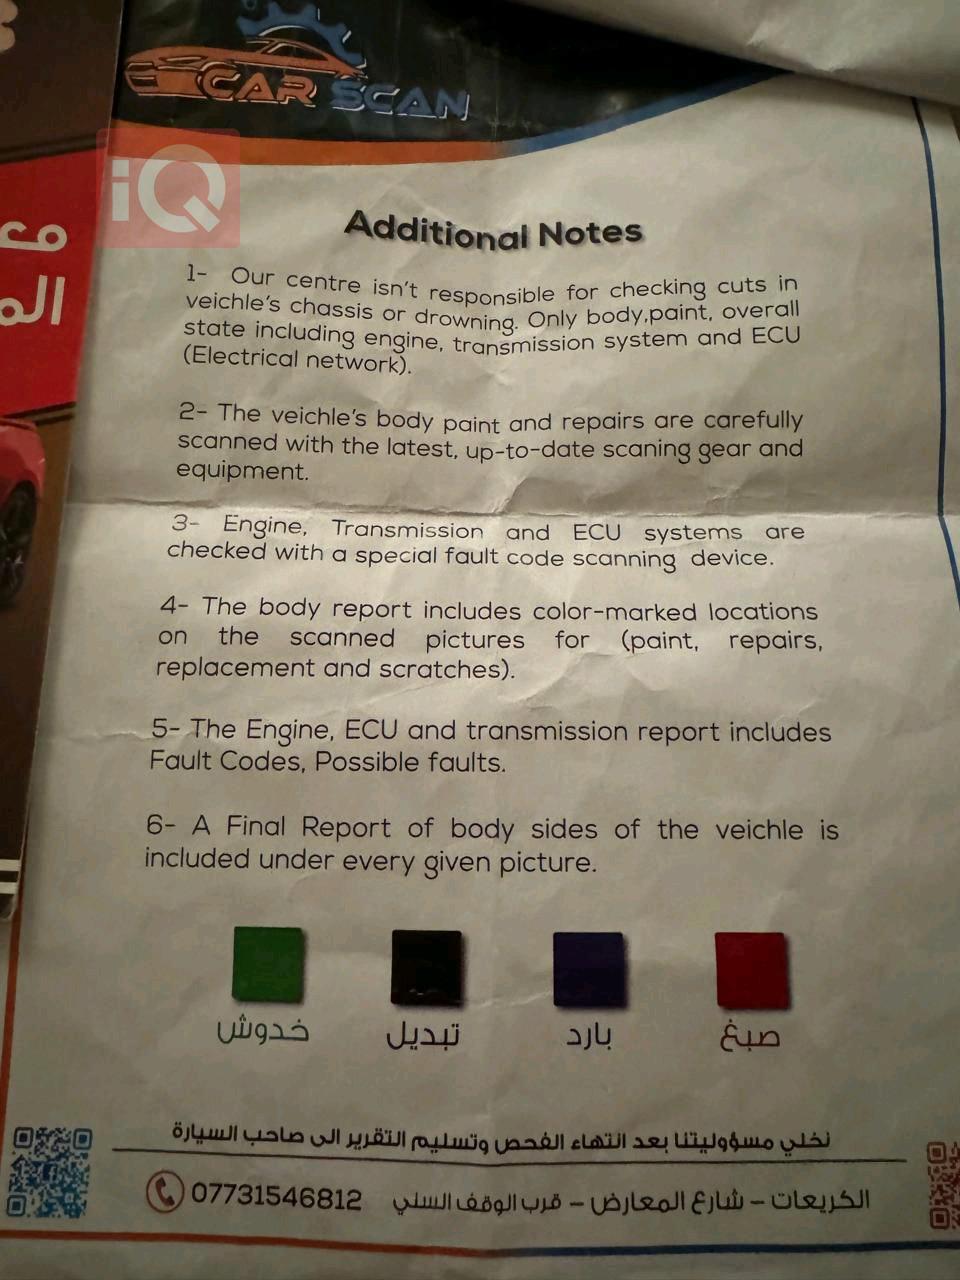 CAR SCAN
iQ
ع
الم
Additional Notes
1- Our centre isn't responsible for checking cuts in
veichle's chassis or drowning. Only body,paint, overall
state including engine, transmission system and ECU
(Electrical network).
2- The veichle's body paint and repairs are carefully
scanned with the latest, up-to-date scaning gear and
equipment.
3- Engine, Transmission and ECU systems are
checked with a special fault code scanning device.
4- The body report includes color-marked locations
on the scanned pictures for (paint, repairs,
replacement and scratches).
5- The Engine, ECU and transmission report includes
Fault Codes, Possible faults.
6- A Final Report of body sides of the veichle is
included under every given picture.
صبغ بارد تبديل خدوش
نخلي مسؤوليتنا بعد انتهاء الفحص وتسليم التقرير الى صاحب السيارة
الكريعات - شارع المعارض - قرب الوقف السني 07731546812